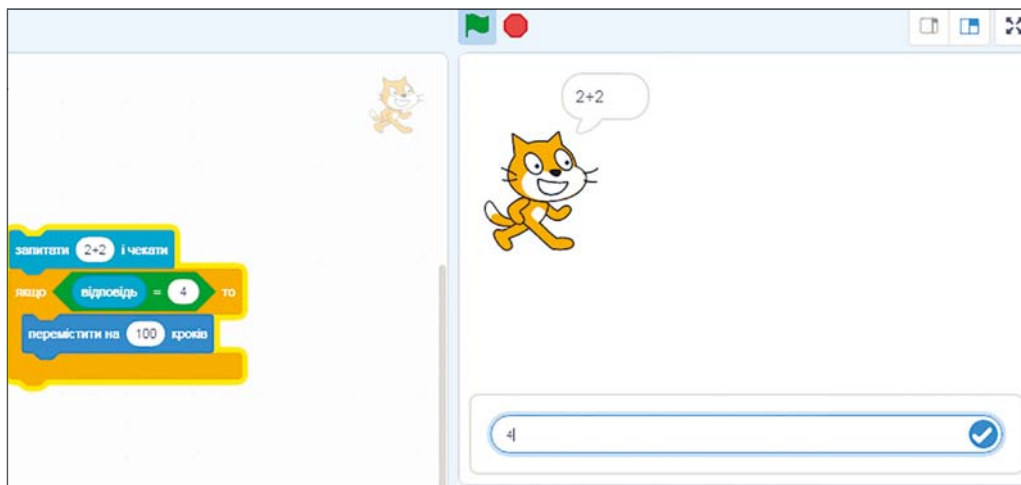 2+2
запитати 2+2 і чекати
якщо відповідь = 4 то
перемістити на 100 кроків
4